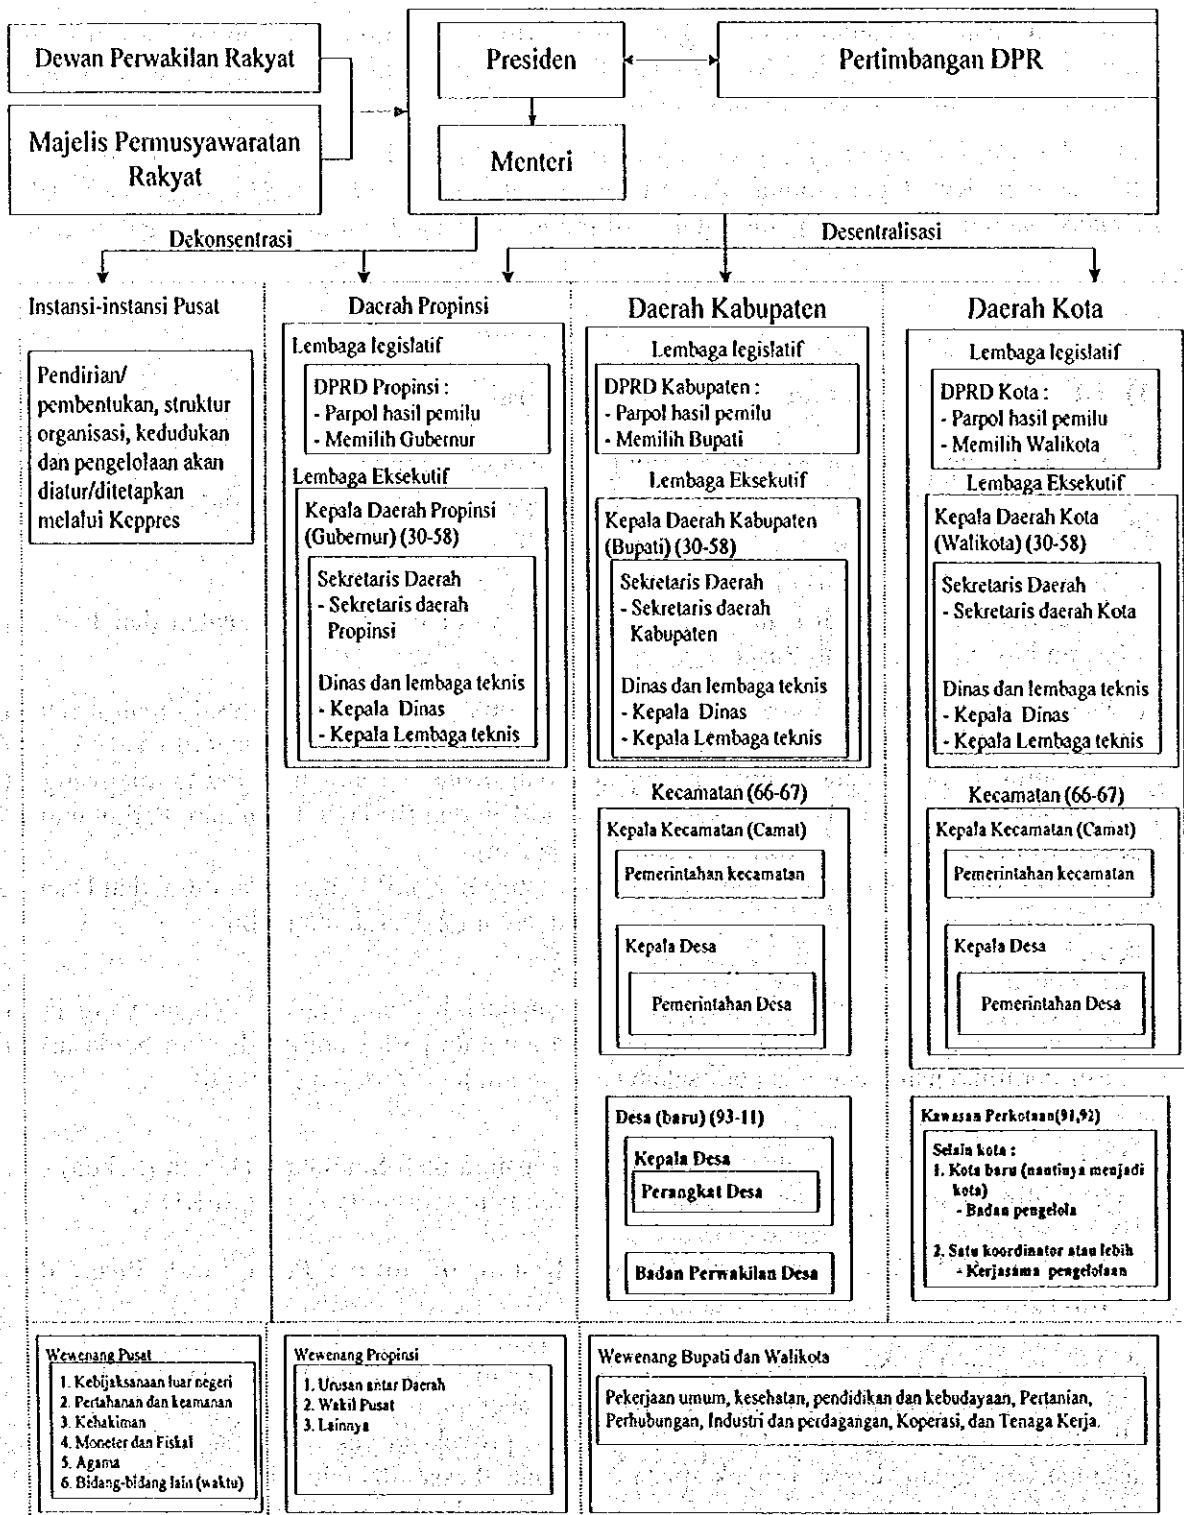 Dewan Perwakilan Rakyat
Majelis Permusyawaratan
Rakyat
Presiden
Pertimbangan DPR
Menteri
Dekonsentrasi
Desentralisasi
Instansi-instansi Pusat
Pendirian/
pembentukan, struktur
organisasi, kedudukan
dan pengelolaan akan
diatur/ditetapkan
melalui Keppres
Daerah Propinsi
Lembaga legislatif
DPRD Propinsi :
- Parpol hasil pemilu
- Memilih Gubernur
Lembaga Eksekutif
Kepala Daerah Propinsi
(Gubernur) (30-58)
Sekretaris Daerah
- Sekretaris daerah
Propinsi
Dinas dan lembaga teknis
- Kepala Dinas
- Kepala Lembaga teknis
Daerah Kabupaten
Lembaga legislatif
DPRD Kabupaten :
- Parpol hasil pemilu
- Memilih Bupati
Lembaga Eksekutif
Kepala Daerah Kabupaten
(Bupati) (30-58)
Sekretaris Daerah
- Sekretaris daerah
Kabupaten
Dinas dan lembaga teknis
- Kepala Dinas
- Kepala Lembaga teknis
Kecamatan (66-67)
Kepala Kecamatan (Camat)
Pemerintahan kecamatan
Kepala Desa
Pemerintahan Desa
Desa (baru) (93-11)
Kepala Desa
Perangkat Desa
Badan Perwakilan Desa
Daerah Kota
Lembaga legislatif
DPRD Kota :
- Parpol hasil pemilu
- Memilih Walikota
Lembaga Eksekutif
Kepala Daerah Kota
(Walikota) (30-58)
Sekretaris Daerah
- Sekretaris daerah Kota
Dinas dan lembaga teknis
- Kepala Dinas
- Kepala Lembaga teknis
Kecamatan (66-67)
Kepala Kecamatan (Camat)
Pemerintahan kecamatan
Kepala Desa
Pemerintahan Desa
Kawasan Perkotaan(91,92)
Selain kota :
1. Kota baru (nantinya menjadi
kota)
- Badan pengelola
2. Satu koordinator atau lebih
- Kerjasama pengelolaan
Wewenang Pusat
1. Kebijaksanaan luar negeri
2. Pertahanan dan keamanan
3. Kehakiman
4. Moneter dan Fiskal
5. Agama
6. Bidang-bidang lain (waktu)
Wewenang Propinsi
1. Urusan antar Daerah
2. Wakil Pusat
3. Lainnya
Wewenang Bupati dan Walikota
Pekerjaan umum, kesehatan, pendidikan dan kebudayaan, Pertanian,
Perhubungan, Industri dan perdagangan, Koperasi, dan Tenaga Kerja.